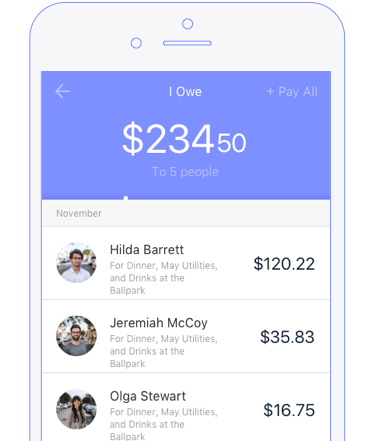 I Owe
+ Pay All
$234 50
To 5 people
November
Hilda Barrett
For Dinner, May Utilities,
and Drinks at the
Ballpark
$120.22
Jeremiah McCoy
For Dinner, May Utilities,
and Drinks at the
Ballpark
$35.83
Olga Stewart
For Dinner, May Utilities,
and Drinks at the
Ballpark
$16.75